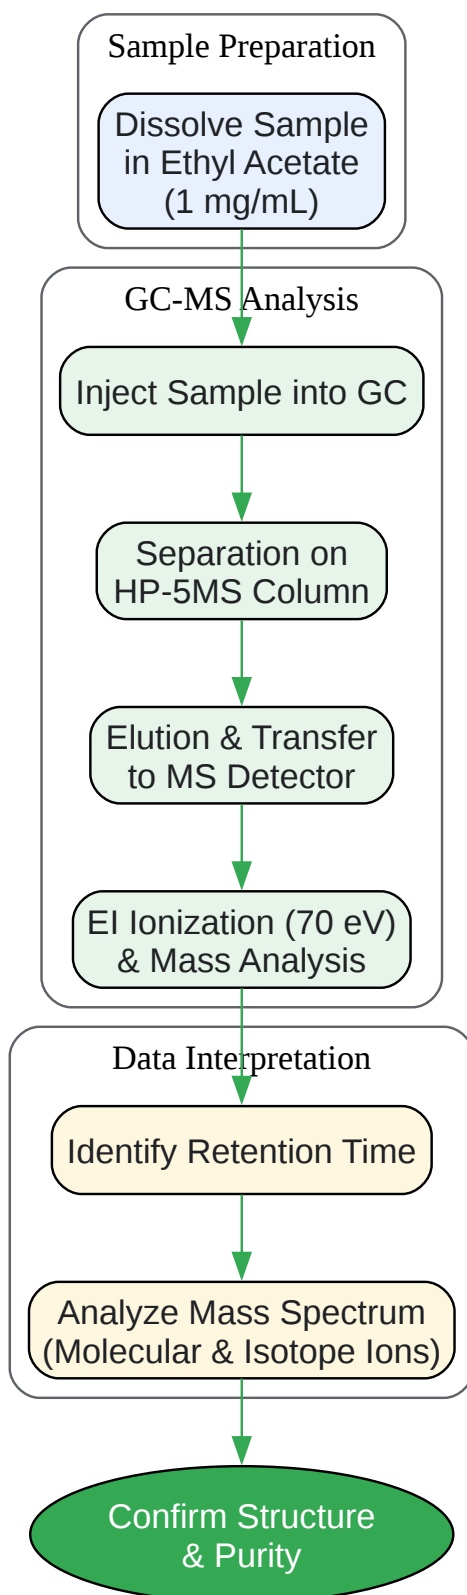 Sample Preparation
Dissolve Sample
in Ethyl Acetate
(1 mg/mL)
GC-MS Analysis
Inject Sample into GC
Separation on
HP-5MS Column
Elution & Transfer
to MS Detector
EI Ionization (70 eV)
& Mass Analysis
Data Interpretation
Identify Retention Time
Analyze Mass Spectrum
(Molecular & Isotope Ions)
Confirm Structure
& Purity